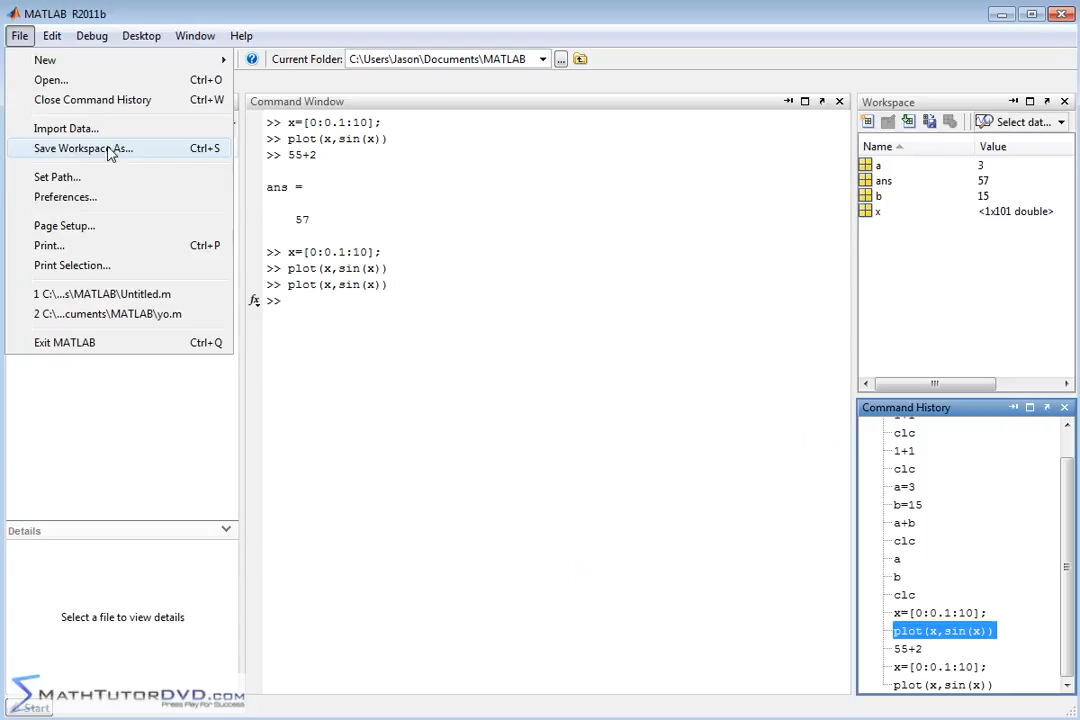 MATLAB R2011b
File Edit Debug Desktop Window Help
New
Open... Ctrl+O
Close Command History Ctrl+W
Import Data...
Save Workspace As... Ctrl+S
Set Path...
Preferences...
Page Setup...
Print... Ctrl+P
Print Selection...
1 C:\...s\MATLAB\Untitled.m
2 C:\...cuments\MATLAB\yo.m
Exit MATLAB Ctrl+Q
Current Folder: C:\Users\Jason\Documents\MATLAB ...
Command Window
>> x=[0:0.1:10];
>> plot(x,sin(x))
>> 55+2
ans =
57
>> x=[0:0.1:10];
>> plot(x,sin(x))
>> plot(x,sin(x))
fx >>
Workspace
Select dat...
Name Value
a 3
ans 57
b 15
x <1x101 double>
Command History
clc
1+1
clc
a=3
b=15
a+b
clc
a
b
clc
x=[0:0.1:10];
plot(x,sin(x))
55+2
x=[0:0.1:10];
plot(x,sin(x))
Details
Select a file to view details
MATHTUTORDVD.COM
Press Play For Success
Start